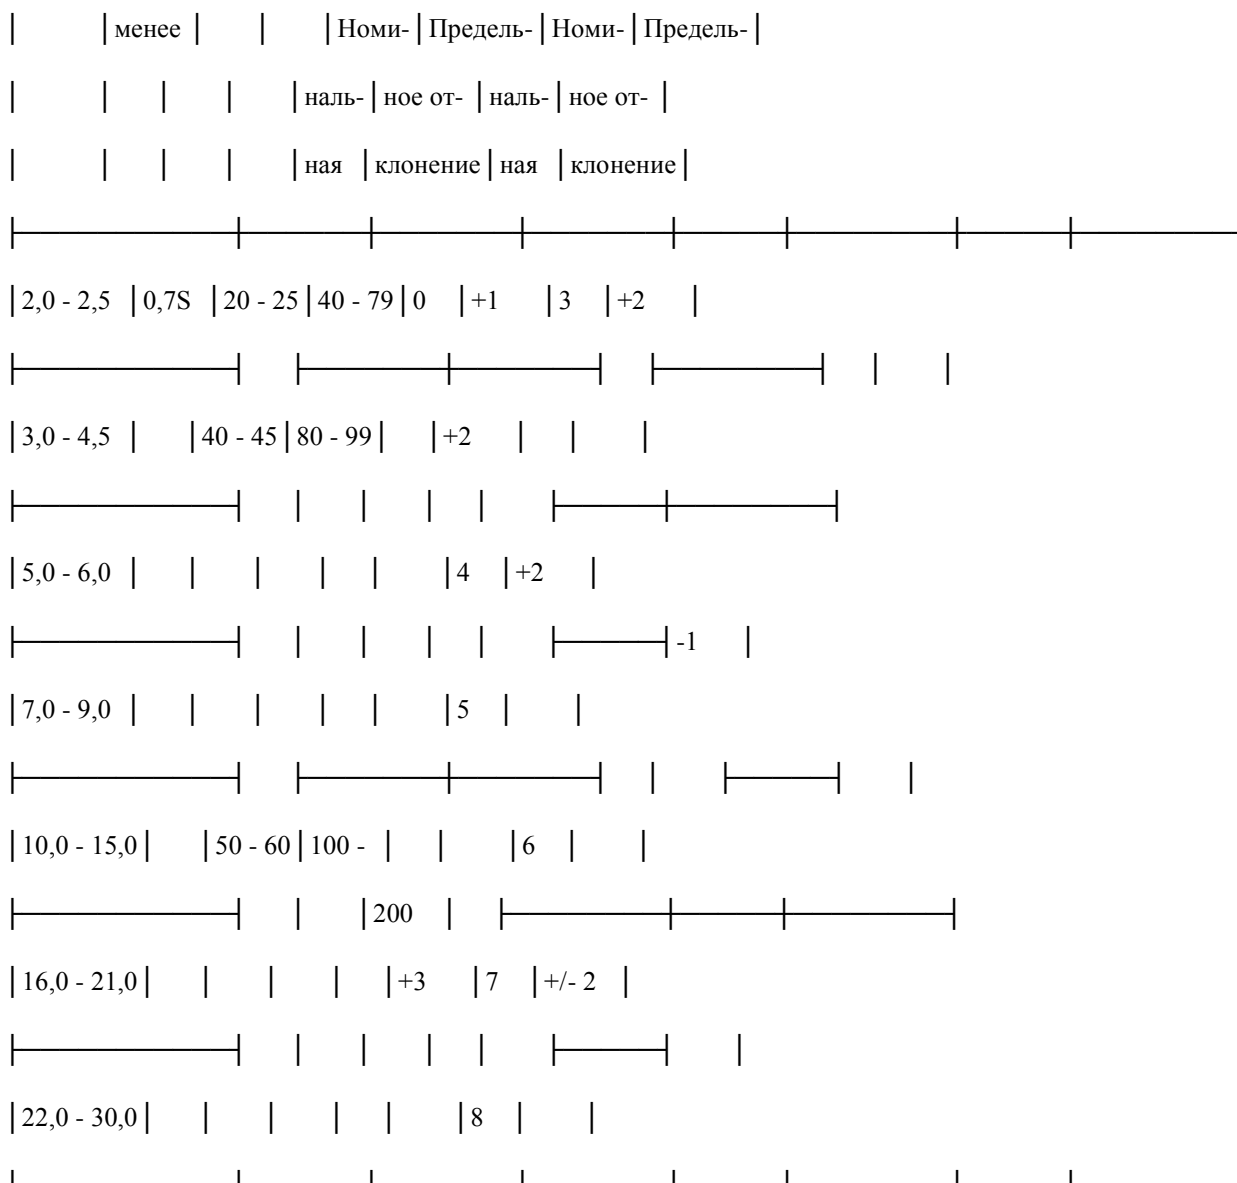 │ │менее │ │ │Номи-│Предель-│Номи-│Предель-│
│ │ │ │ │наль-│ное от- │наль-│ное от- │
│ │ │ │ │ная │клонение│ная │клонение│
│2,0 - 2,5 │0,7S │20 - 25│40 - 79│0 │+1 │3 │+2 │
│3,0 - 4,5 │ │40 - 45│80 - 99│ │+2 │ │ │
│5,0 - 6,0 │ │ │ │ │ │4 │+2 │
├──────┤ │ │ │ │ ├───┤-1 │
│7,0 - 9,0 │ │ │ │ │ │5 │ │
│10,0 - 15,0│ │50 - 60│100 - │ │ │6 │ │
├──────┤ │ │200 │ ├────┼───┼────┤
│16,0 - 21,0│ │ │ │ │+3 │7 │+/- 2 │
│22,0 - 30,0│ │ │ │ │ │8 │ │